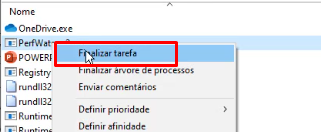 Nome
OneDrive.exe
PerfWat
Finalizar tarefa
POWERP
Finalizar árvore de processos
Registry
Enviar comentários
rundll32
rundll32
Definir prioridade
Runtime
Definir afinidade
Runtime